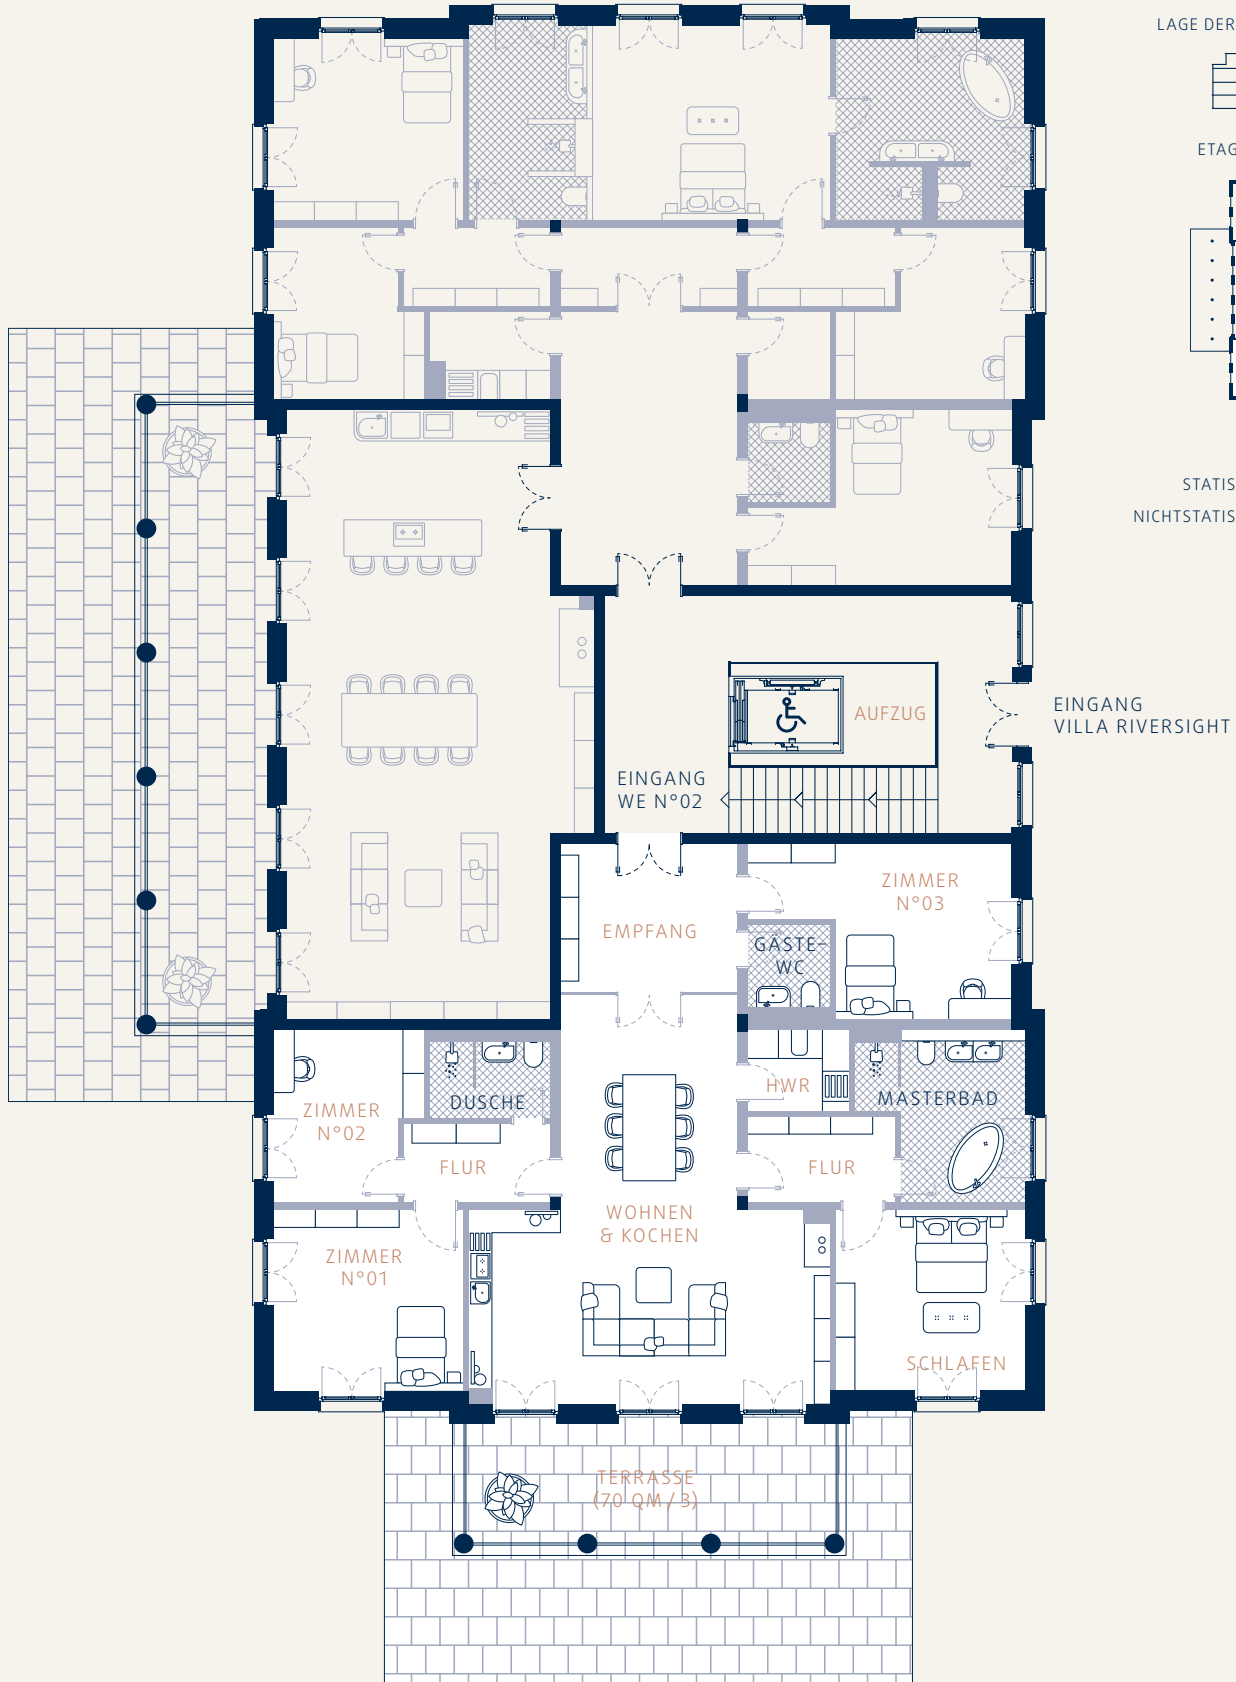 LAGE DER
ETAG
STATIS
NICHTSTATIS
EINGANG
VILLA RIVERSIGHT
AUFZUG
EINGANG
WE N°02
ZIMMER
N°03
EMPFANG
GÄSTE-
WC
HWR
MASTERBAD
DUSCHE
ZIMMER
N°02
FLUR
FLUR
WOHNEN
& KOCHEN
ZIMMER
N°01
SCHLAFEN
TERRASSE
(70 QM / 3)